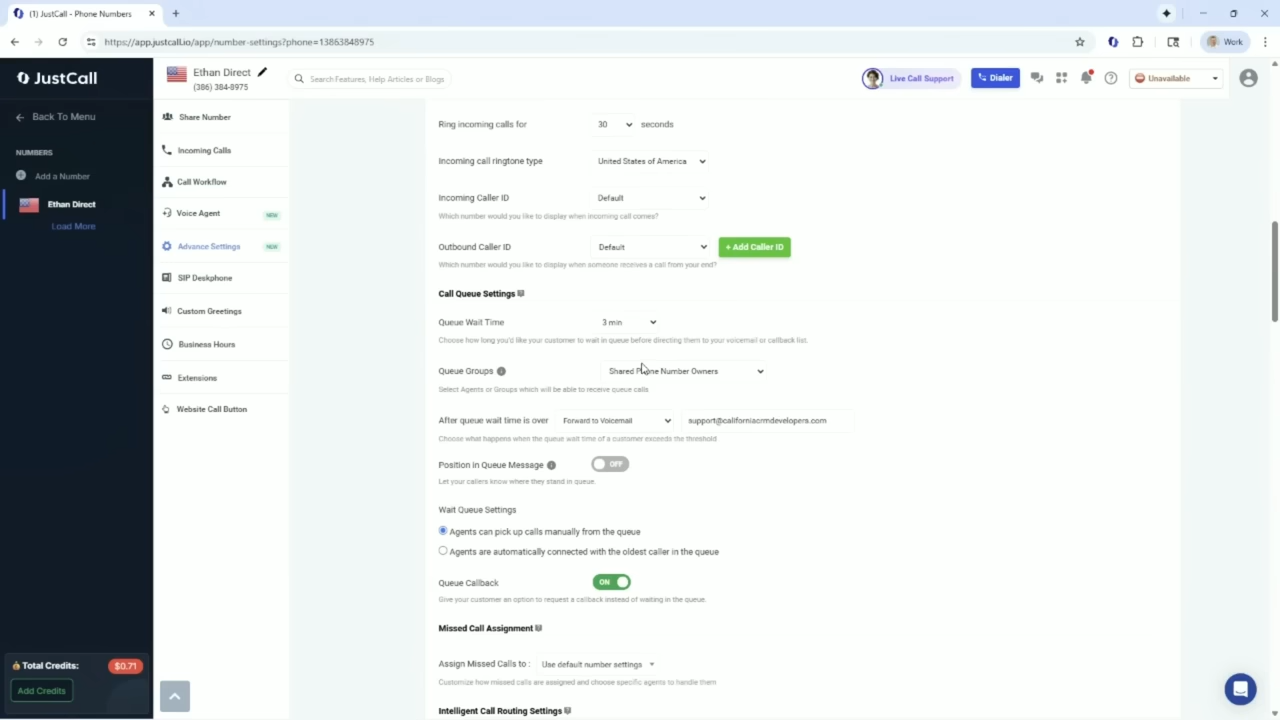 (1) JustCall - Phone Numbers
https://app.justcall.io/app/number-settings?phone=13863848975
JustCall
Ethan Direct
(386) 384-8975
Search Features, Help Articles or Blogs
Live Call Support
Dialer
Unavailable
Back To Menu
NUMBERS
Add a Number
Ethan Direct
Load More
Total Credits: $0.71
Add Credits
Share Number
Incoming Calls
Call Workflow
Voice Agent NEW
Advance Settings NEW
SIP Deskphone
Custom Greetings
Business Hours
Extensions
Website Call Button
Ring incoming calls for 30 seconds
Incoming call ringtone type United States of America
Incoming Caller ID Default
Which number would you like to display when incoming call comes?
Outbound Caller ID Default + Add Caller ID
Which number would you like to display when someone receives a call from your end?
Call Queue Settings
Queue Wait Time 3 min
Choose how long you'd like your customer to wait in queue before directing them to your voicemail or callback list.
Queue Groups Shared Phone Number Owners
Select Agents or Groups which will be able to receive queue calls
After queue wait time is over Forward to Voicemail support@californiacrmdevelopers.com
Choose what happens when the queue wait time of a customer exceeds the threshold
Position in Queue Message OFF
Let your callers know where they stand in queue.
Wait Queue Settings
Agents can pick up calls manually from the queue
Agents are automatically connected with the oldest caller in the queue
Queue Callback ON
Give your customer an option to request a callback instead of waiting in the queue.
Missed Call Assignment
Assign Missed Calls to : Use default number settings
Customize how missed calls are assigned and choose specific agents to handle them
Intelligent Call Routing Settings